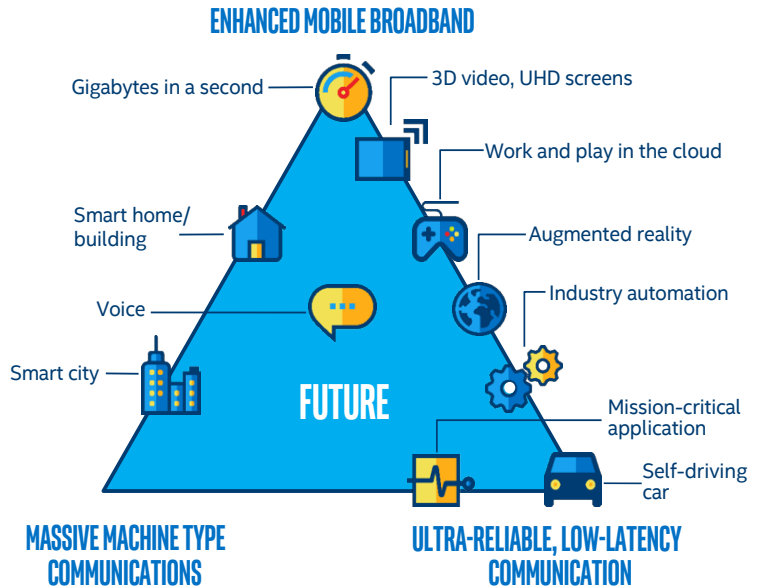 ENHANCED MOBILE BROADBAND
Gigabytes in a second
3D video, UHD screens
Work and play in the cloud
Smart home/
building
Augmented reality
Industry automation
Voice
Smart city
FUTURE
Mission-critical
application
Self-driving
car
MASSIVE MACHINE TYPE
COMMUNICATIONS
ULTRA-RELIABLE, LOW-LATENCY
COMMUNICATION